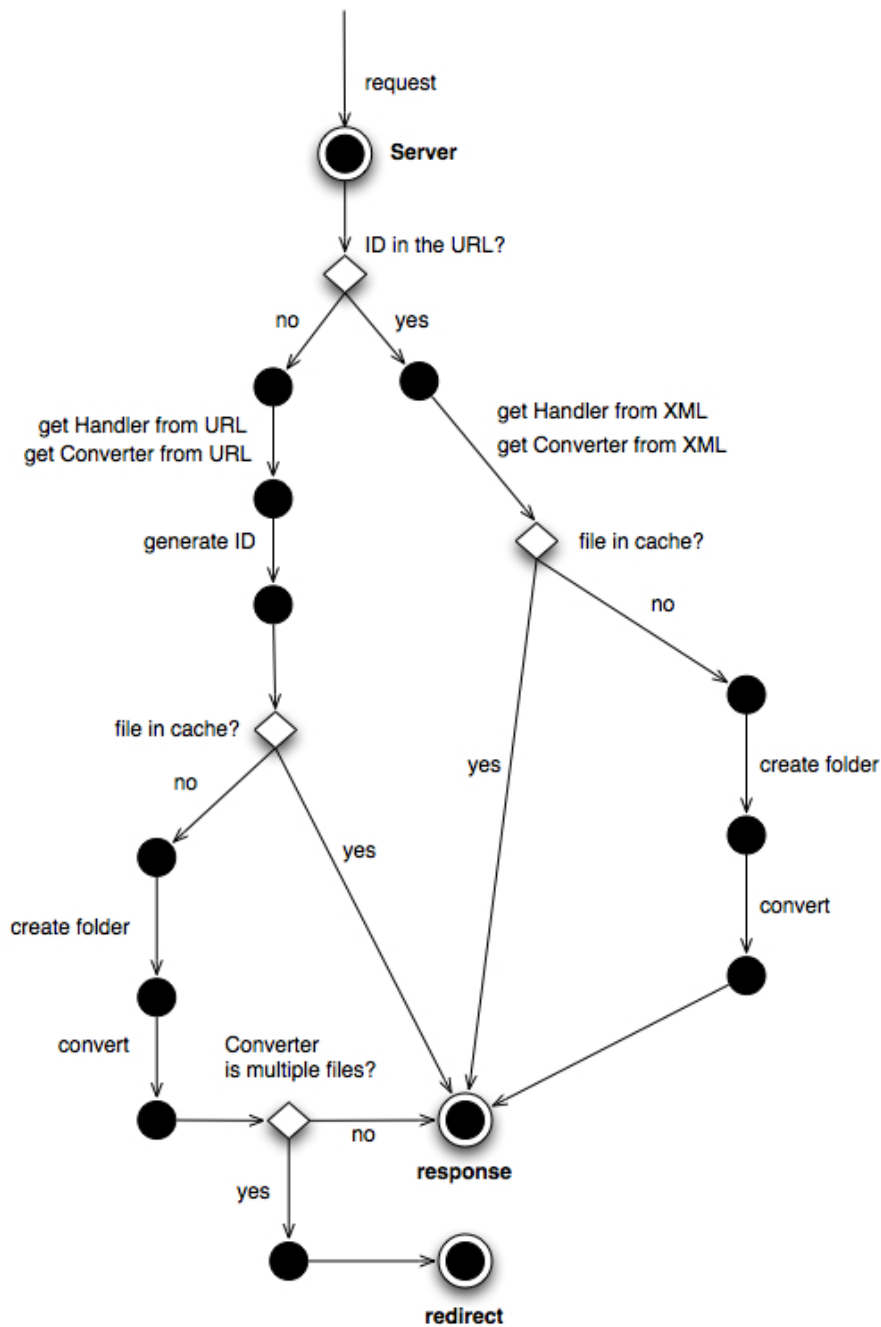 request
Server
ID in the URL?
no
yes
get Handler from URL
get Converter from URL
get Handler from XML
get Converter from XML
generate ID
file in cache?
no
file in cache?
no
yes
yes
create folder
convert
create folder
convert
Converter
is multiple files?
no
response
yes
redirect